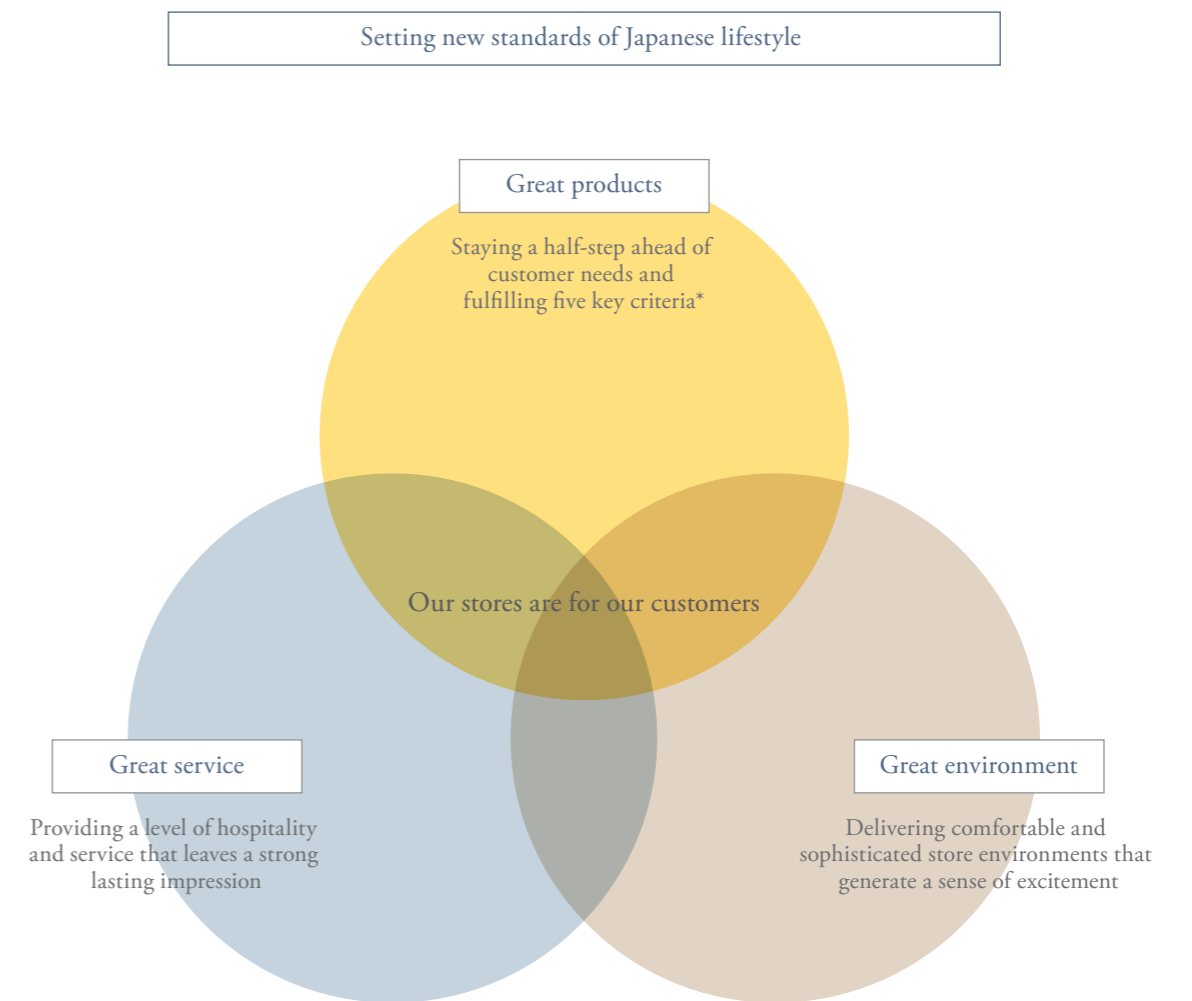 Setting new standards of Japanese lifestyle
Great products
Staying a half-step ahead of
customer needs and
fulfilling five key criteria*
Our stores are for our customers
Great service
Providing a level of hospitality
and service that leaves a strong
lasting impression
Great environment
Delivering comfortable and
sophisticated store environments that
generate a sense of excitement